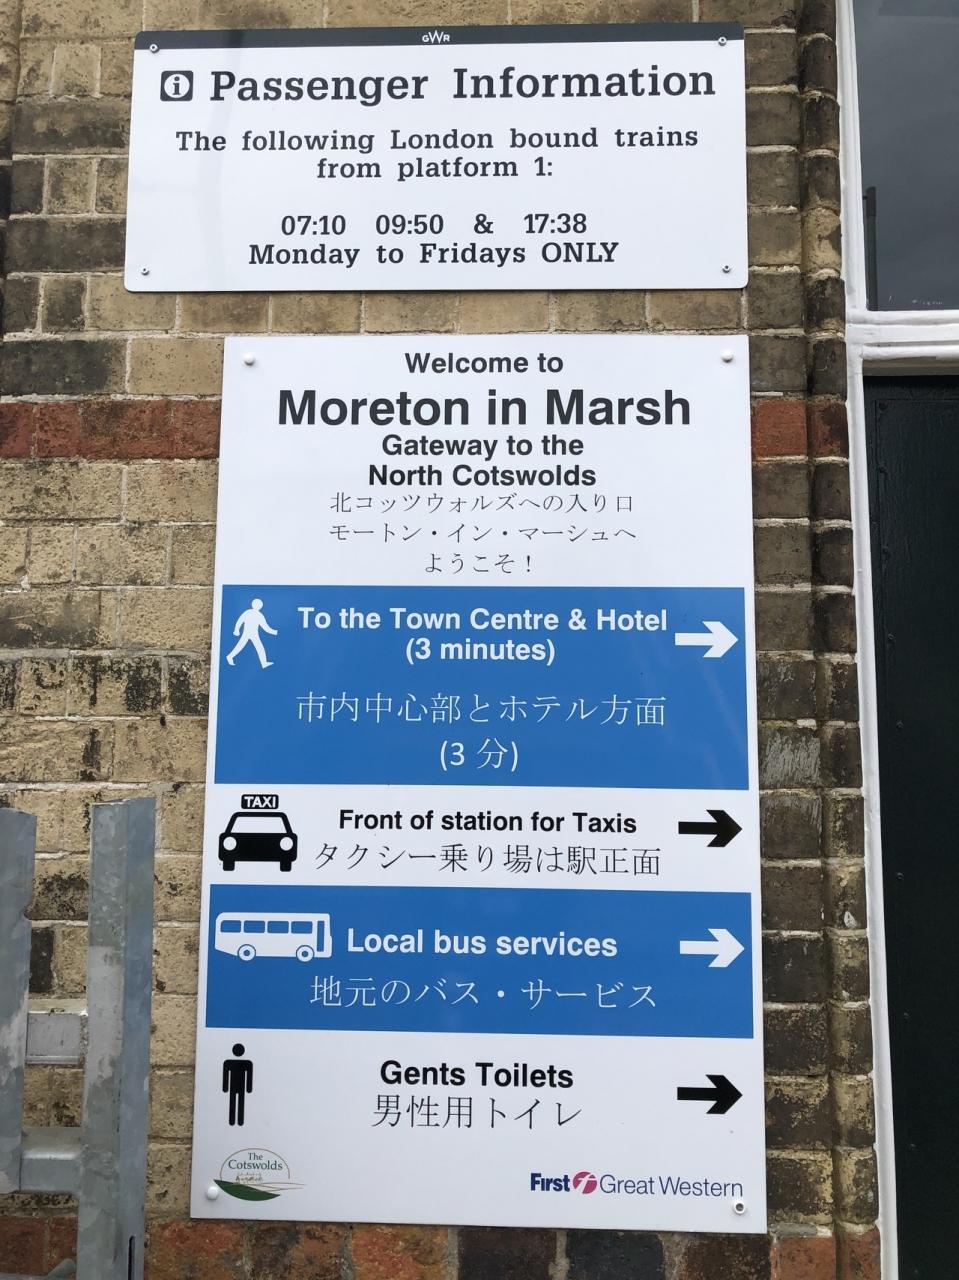 GWR
i Passenger Information
The following London bound trains
from platform 1:
07:10 09:50 & 17:38
Monday to Fridays ONLY
Welcome to
Moreton in Marsh
Gateway to the
North Cotswolds
北コッツウォルズへの入り口
モートン・イン・マーシュへ
ようこそ！
To the Town Centre & Hotel
(3 minutes)
市内中心部とホテル方面
(3 分)
TAXI
Front of station for Taxis
タクシー乗り場は駅正面
Local bus services
地元のバス・サービス
Gents Toilets
男性用トイレ
The
Cotswolds
First Great Western